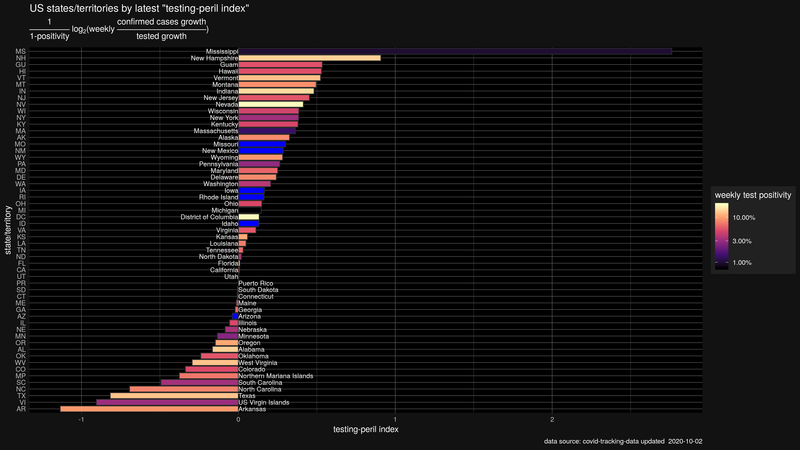 US states/territories by latest "testing-peril index"
1 / 1-positivity log2(weekly confirmed cases growth / tested growth)
MS Mississippi
NH New Hampshire
GU Guam
HI Hawaii
VT Vermont
MT Montana
IN Indiana
NJ New Jersey
NV Nevada
WI Wisconsin
NY New York
KY Kentucky
MA Massachusetts
AK Alaska
MO Missouri
NM New Mexico
WY Wyoming
PA Pennsylvania
MD Maryland
DE Delaware
WA Washington
IA Iowa
RI Rhode Island
OH Ohio
MI Michigan
DC District of Columbia
ID Idaho
VA Virginia
KS Kansas
LA Louisiana
TN Tennessee
ND North Dakota
FL Florida
CA California
UT Utah
PR Puerto Rico
SD South Dakota
CT Connecticut
ME Maine
GA Georgia
AZ Arizona
IL Illinois
NE Nebraska
MN Minnesota
OR Oregon
AL Alabama
OK Oklahoma
WV West Virginia
CO Colorado
MP Northern Mariana Islands
SC South Carolina
NC North Carolina
TX Texas
VI US Virgin Islands
AR Arkansas
state/territory
-1 0 1 2
testing-peril index
weekly test positivity
10.00%
3.00%
1.00%
data source: covid-tracking-data updated 2020-10-02